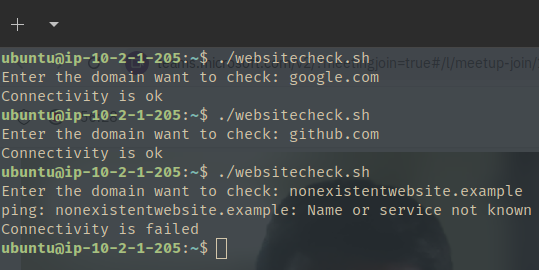 ubuntu@ip-10-2-1-205:~$ ./websitecheck.sh
Enter the domain want to check: google.com
Connectivity is ok
ubuntu@ip-10-2-1-205:~$ ./websitecheck.sh
Enter the domain want to check: github.com
Connectivity is ok
ubuntu@ip-10-2-1-205:~$ ./websitecheck.sh
Enter the domain want to check: nonexistentwebsite.example
ping: nonexistentwebsite.example: Name or service not known
Connectivity is failed
ubuntu@ip-10-2-1-205:~$